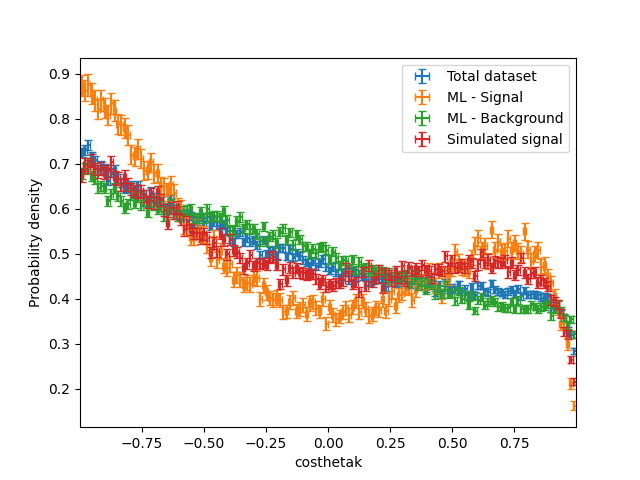 Total dataset
ML - Signal
ML - Background
Simulated signal
0.9
0.8
0.7
0.6
0.5
0.4
0.3
0.2
Probability density
−0.75
−0.50
−0.25
0.00
0.25
0.50
0.75
costhetak